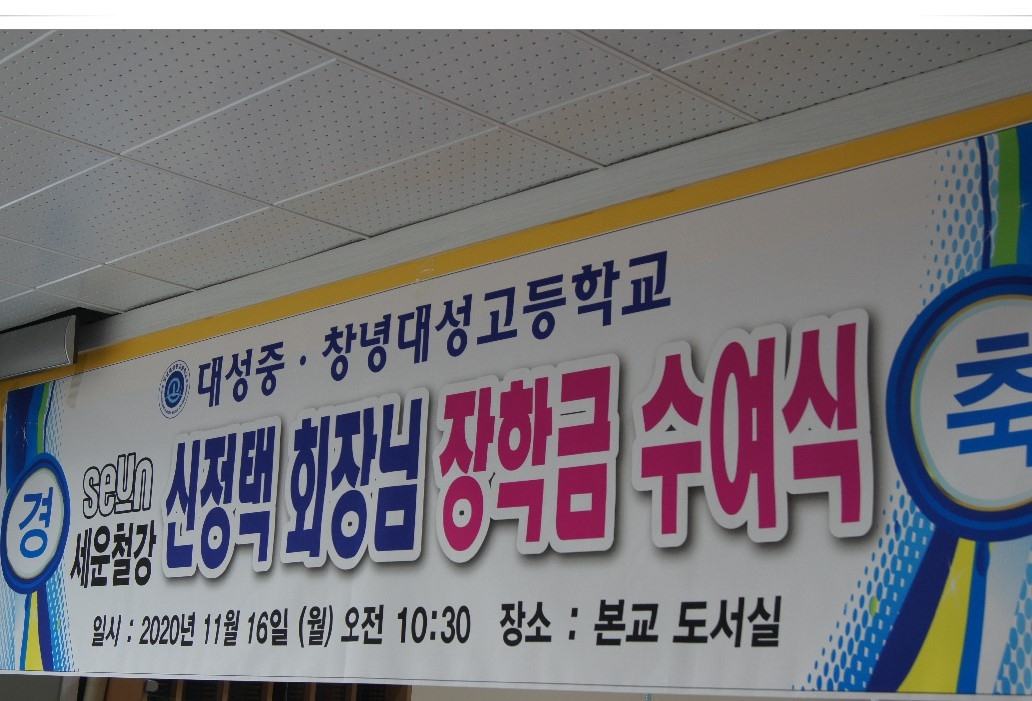 대성중 · 창녕대성고등학교
경
seun
세운철강
신정택 회장님 장학금 수여식
축
일시 : 2020년 11월 16일 (월) 오전 10:30 장소 : 본교 도서실